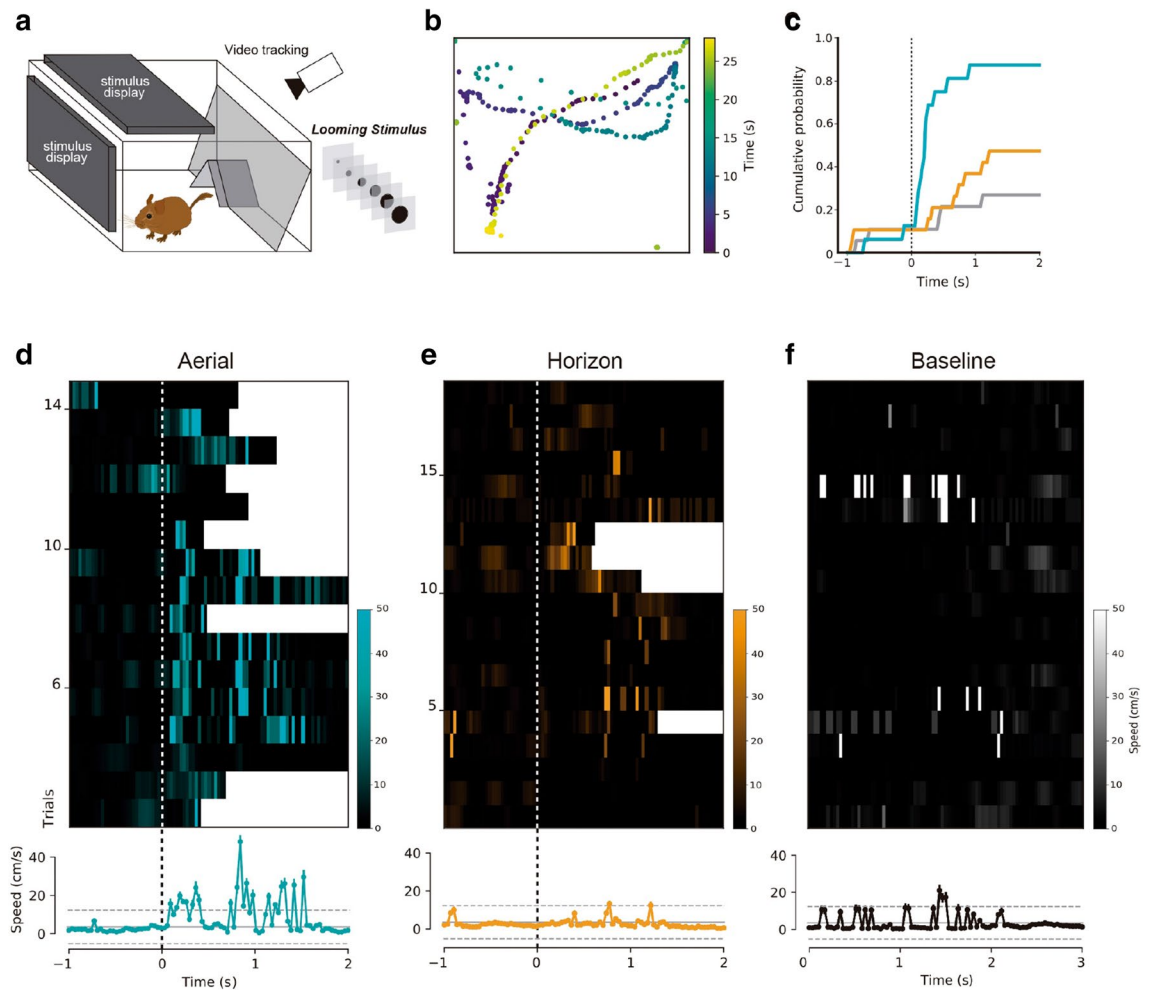 a
b
c
Video tracking
stimulus
display
stimulus
display
Looming Stimulus
25
20
15
10
5
0
Time (s)
1.0
0.8
0.6
0.4
0.2
0
Cumulative probability
−1
0
1
2
Time (s)
d
Aerial
e
Horizon
f
Baseline
14
10
6
Trials
50
40
30
20
10
0
15
10
5
50
40
30
20
10
0
50
40
30
20
10
0
Speed (cm/s)
40
20
0
Speed (cm/s)
−1
0
1
2
Time (s)
40
20
0
−1
0
1
2
Time (s)
40
20
0
0
1
2
3
Time (s)